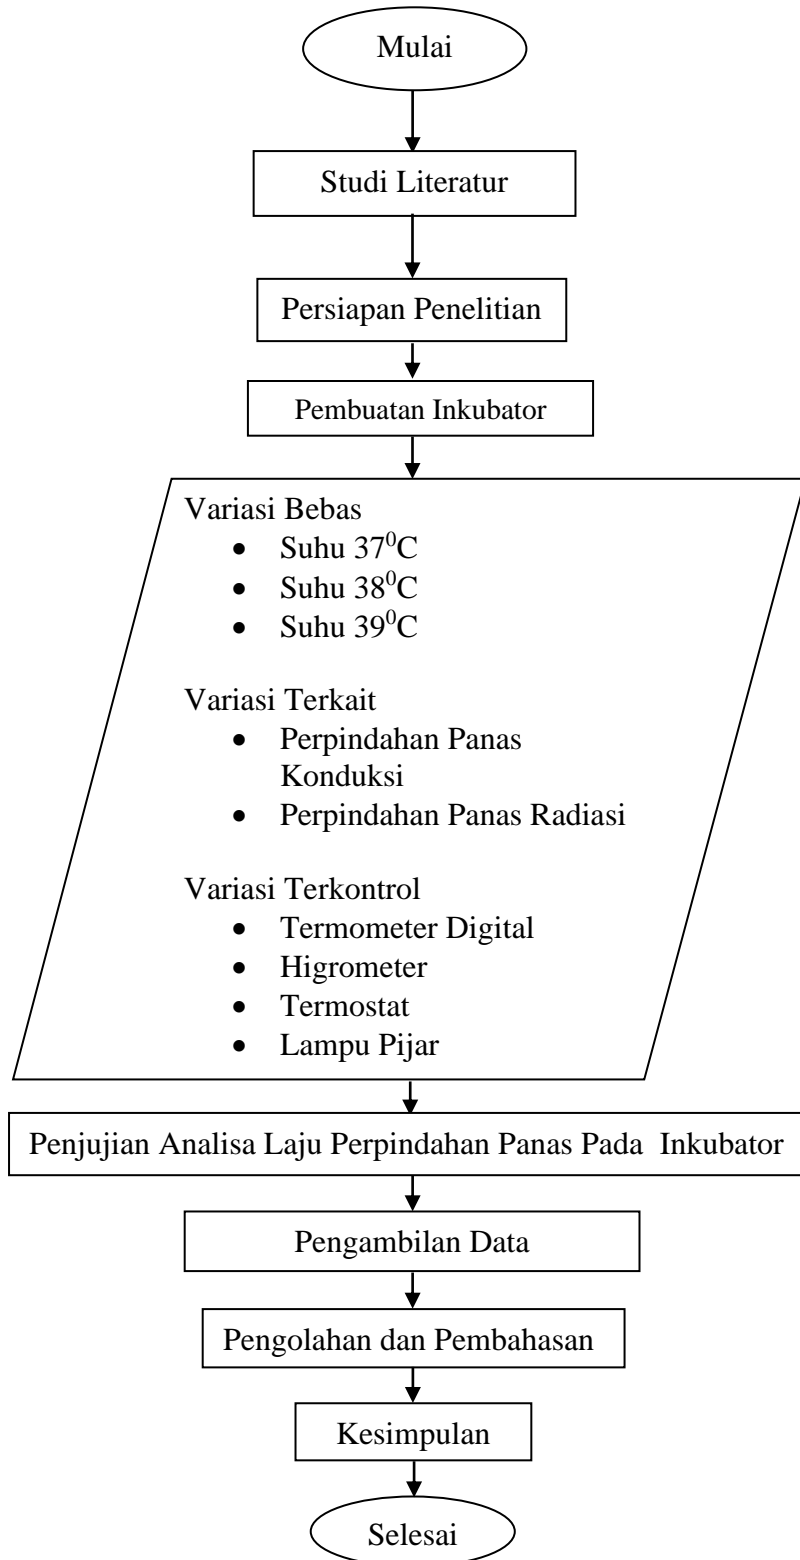 Mulai
Studi Literatur
Persiapan Penelitian
Pembuatan Inkubator
Variasi Bebas
• Suhu 37⁰C
• Suhu 38⁰C
• Suhu 39⁰C
Variasi Terkait
• Perpindahan Panas
Konduksi
• Perpindahan Panas Radiasi
Variasi Terkontrol
• Termometer Digital
• Higrometer
• Termostat
• Lampu Pijar
Penjujian Analisa Laju Perpindahan Panas Pada Inkubator
Pengambilan Data
Pengolahan dan Pembahasan
Kesimpulan
Selesai